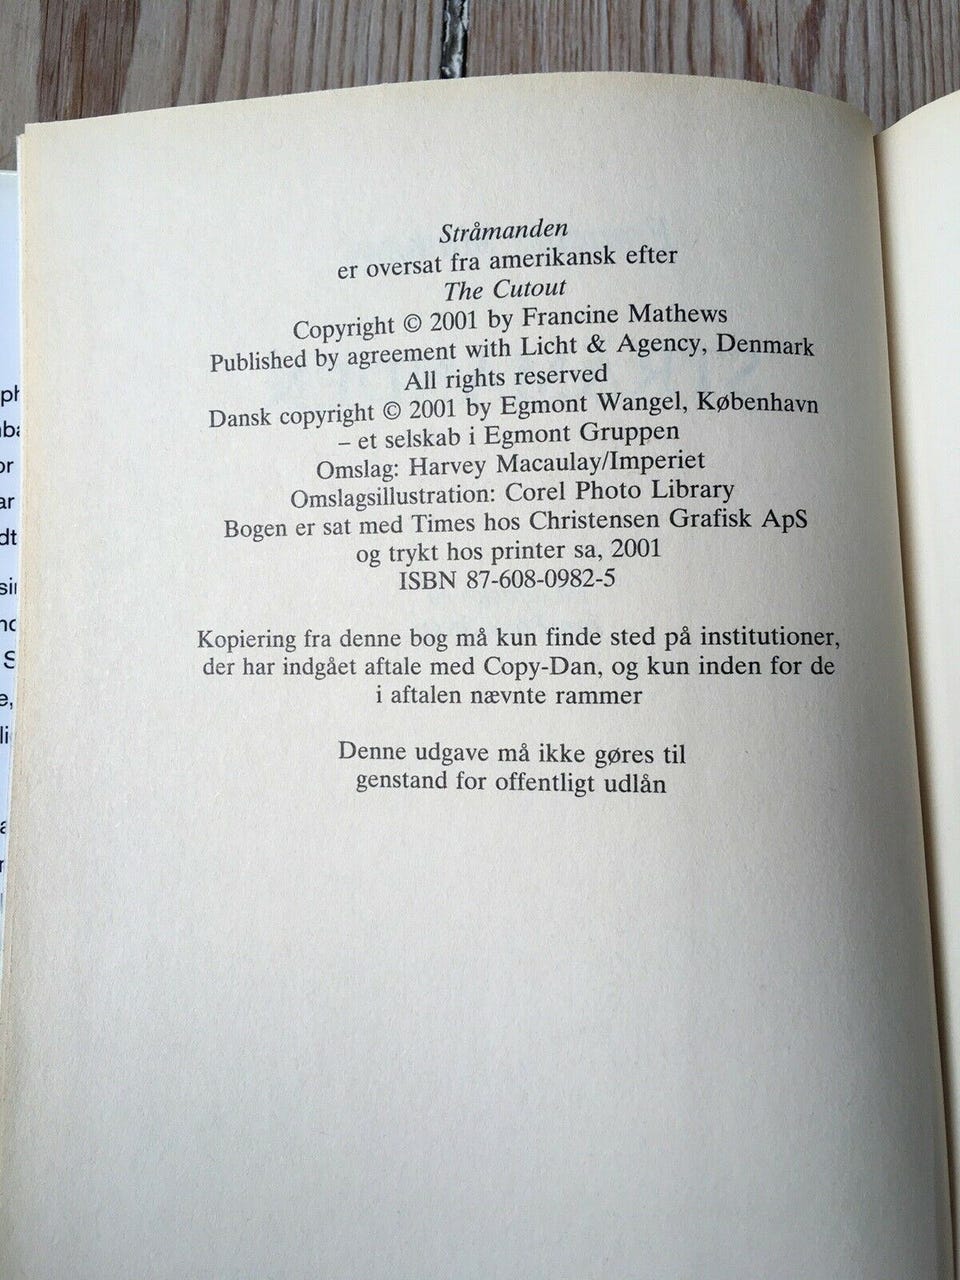 Stråmanden
er oversat fra amerikansk efter
The Cutout
Copyright © 2001 by Francine Mathews
Published by agreement with Licht & Agency, Denmark
All rights reserved
Dansk copyright © 2001 by Egmont Wangel, København
– et selskab i Egmont Gruppen
Omslag: Harvey Macaulay/Imperiet
Omslagsillustration: Corel Photo Library
Bogen er sat med Times hos Christensen Grafisk ApS
og trykt hos printer sa, 2001
ISBN 87-608-0982-5
Kopiering fra denne bog må kun finde sted på institutioner,
der har indgået aftale med Copy-Dan, og kun inden for de
i aftalen nævnte rammer
Denne udgave må ikke gøres til
genstand for offentligt udlån